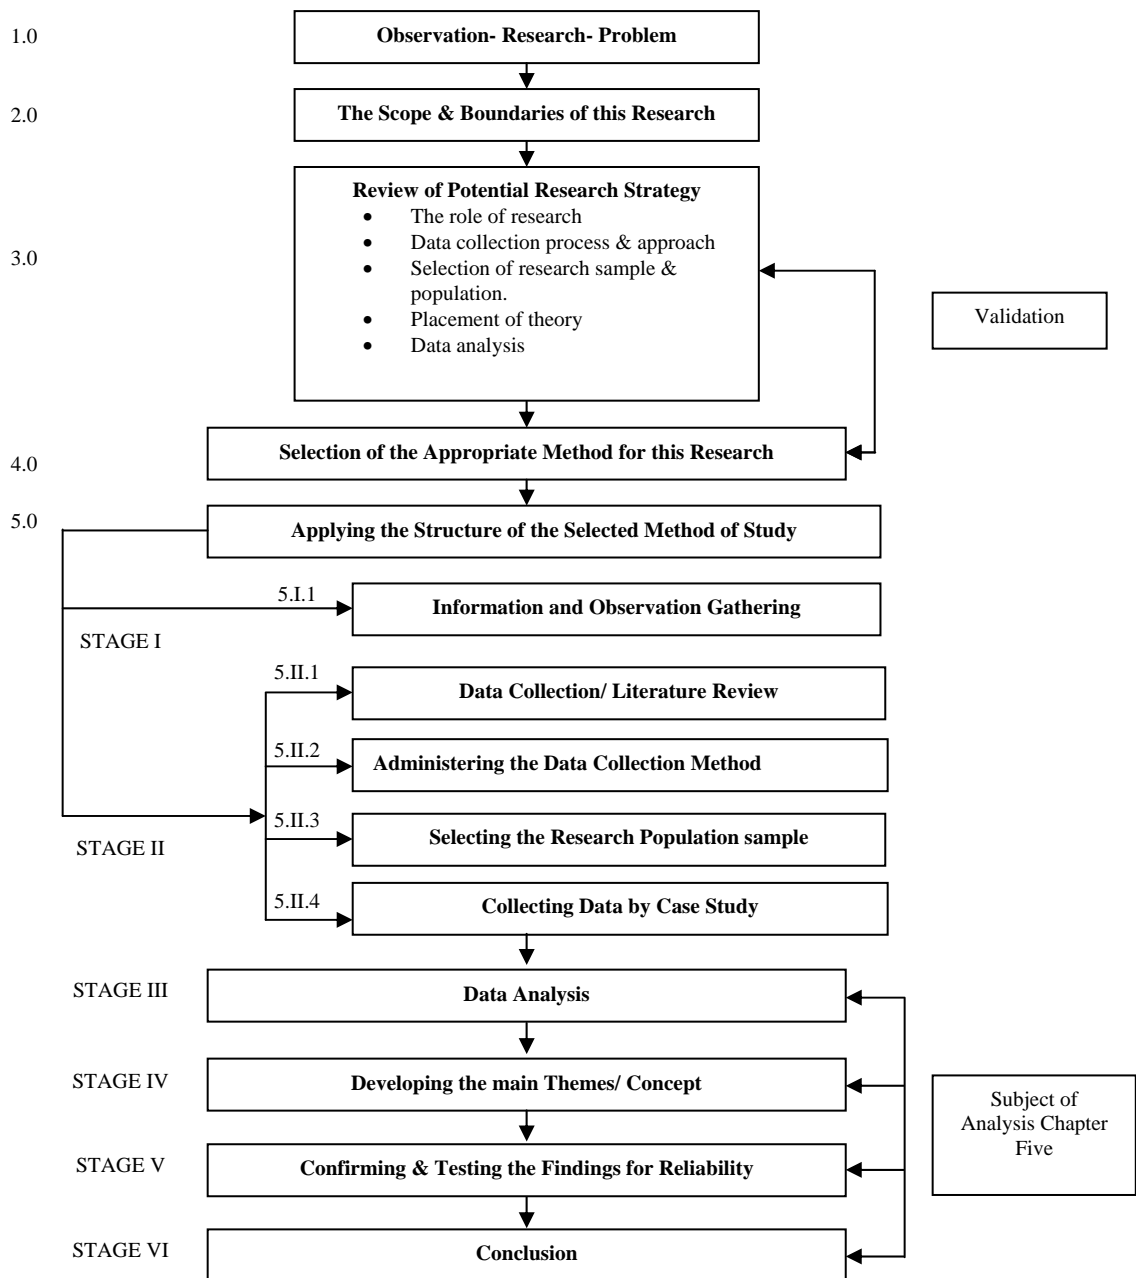 1.0
Observation- Research- Problem
2.0
The Scope & Boundaries of this Research
3.0
Review of Potential Research Strategy
• The role of research
• Data collection process & approach
• Selection of research sample &
population.
• Placement of theory
• Data analysis
Validation
4.0
Selection of the Appropriate Method for this Research
5.0
Applying the Structure of the Selected Method of Study
5.I.1
Information and Observation Gathering
STAGE I
5.II.1
Data Collection/ Literature Review
5.II.2
Administering the Data Collection Method
5.II.3
Selecting the Research Population sample
STAGE II
5.II.4
Collecting Data by Case Study
STAGE III
Data Analysis
STAGE IV
Developing the main Themes/ Concept
Subject of
Analysis Chapter
Five
STAGE V
Confirming & Testing the Findings for Reliability
STAGE VI
Conclusion